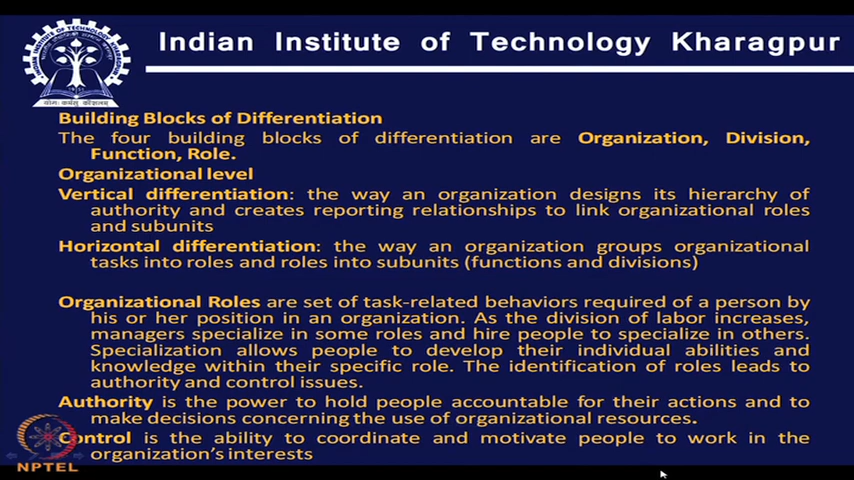 Indian Institute of Technology Kharagpur
योगः कर्मसु कौशलम्
Building Blocks of Differentiation
The four building blocks of differentiation are Organization, Division,
Function, Role.
Organizational level
Vertical differentiation: the way an organization designs its hierarchy of
authority and creates reporting relationships to link organizational roles
and subunits
Horizontal differentiation: the way an organization groups organizational
tasks into roles and roles into subunits (functions and divisions)
Organizational Roles are set of task-related behaviors required of a person by
his or her position in an organization. As the division of labor increases,
managers specialize in some roles and hire people to specialize in others.
Specialization allows people to develop their individual abilities and
knowledge within their specific role. The identification of roles leads to
authority and control issues.
Authority is the power to hold people accountable for their actions and to
make decisions concerning the use of organizational resources.
Control is the ability to coordinate and motivate people to work in the
organization's interests
NPTEL